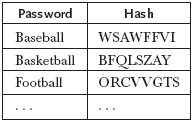 Password Hash
Baseball WSAWFFVI
Basketball BFQLSZAY
Football ORCVVGTS
... ...